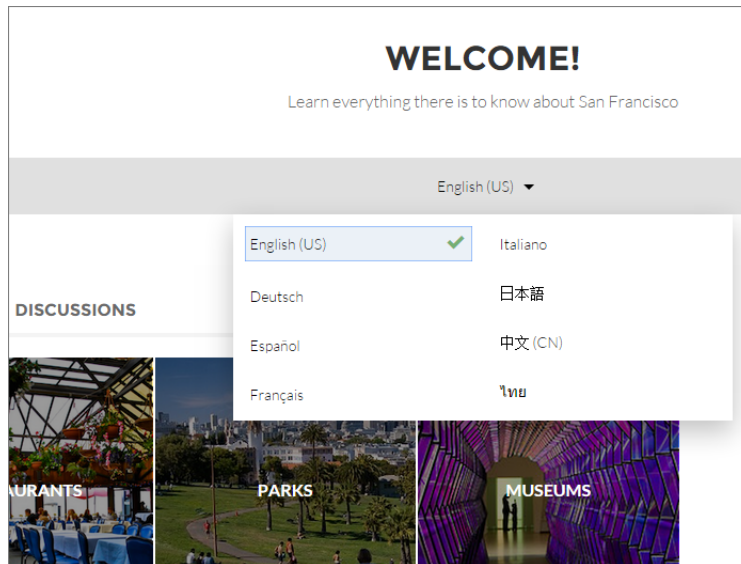 WELCOME!
Learn everything there is to know about San Francisco
English (US)
English (US)
Deutsch
Español
Français
Italiano
日本語
中文 (CN)
ไทย
DISCUSSIONS
AURANTS
PARKS
MUSEUMS